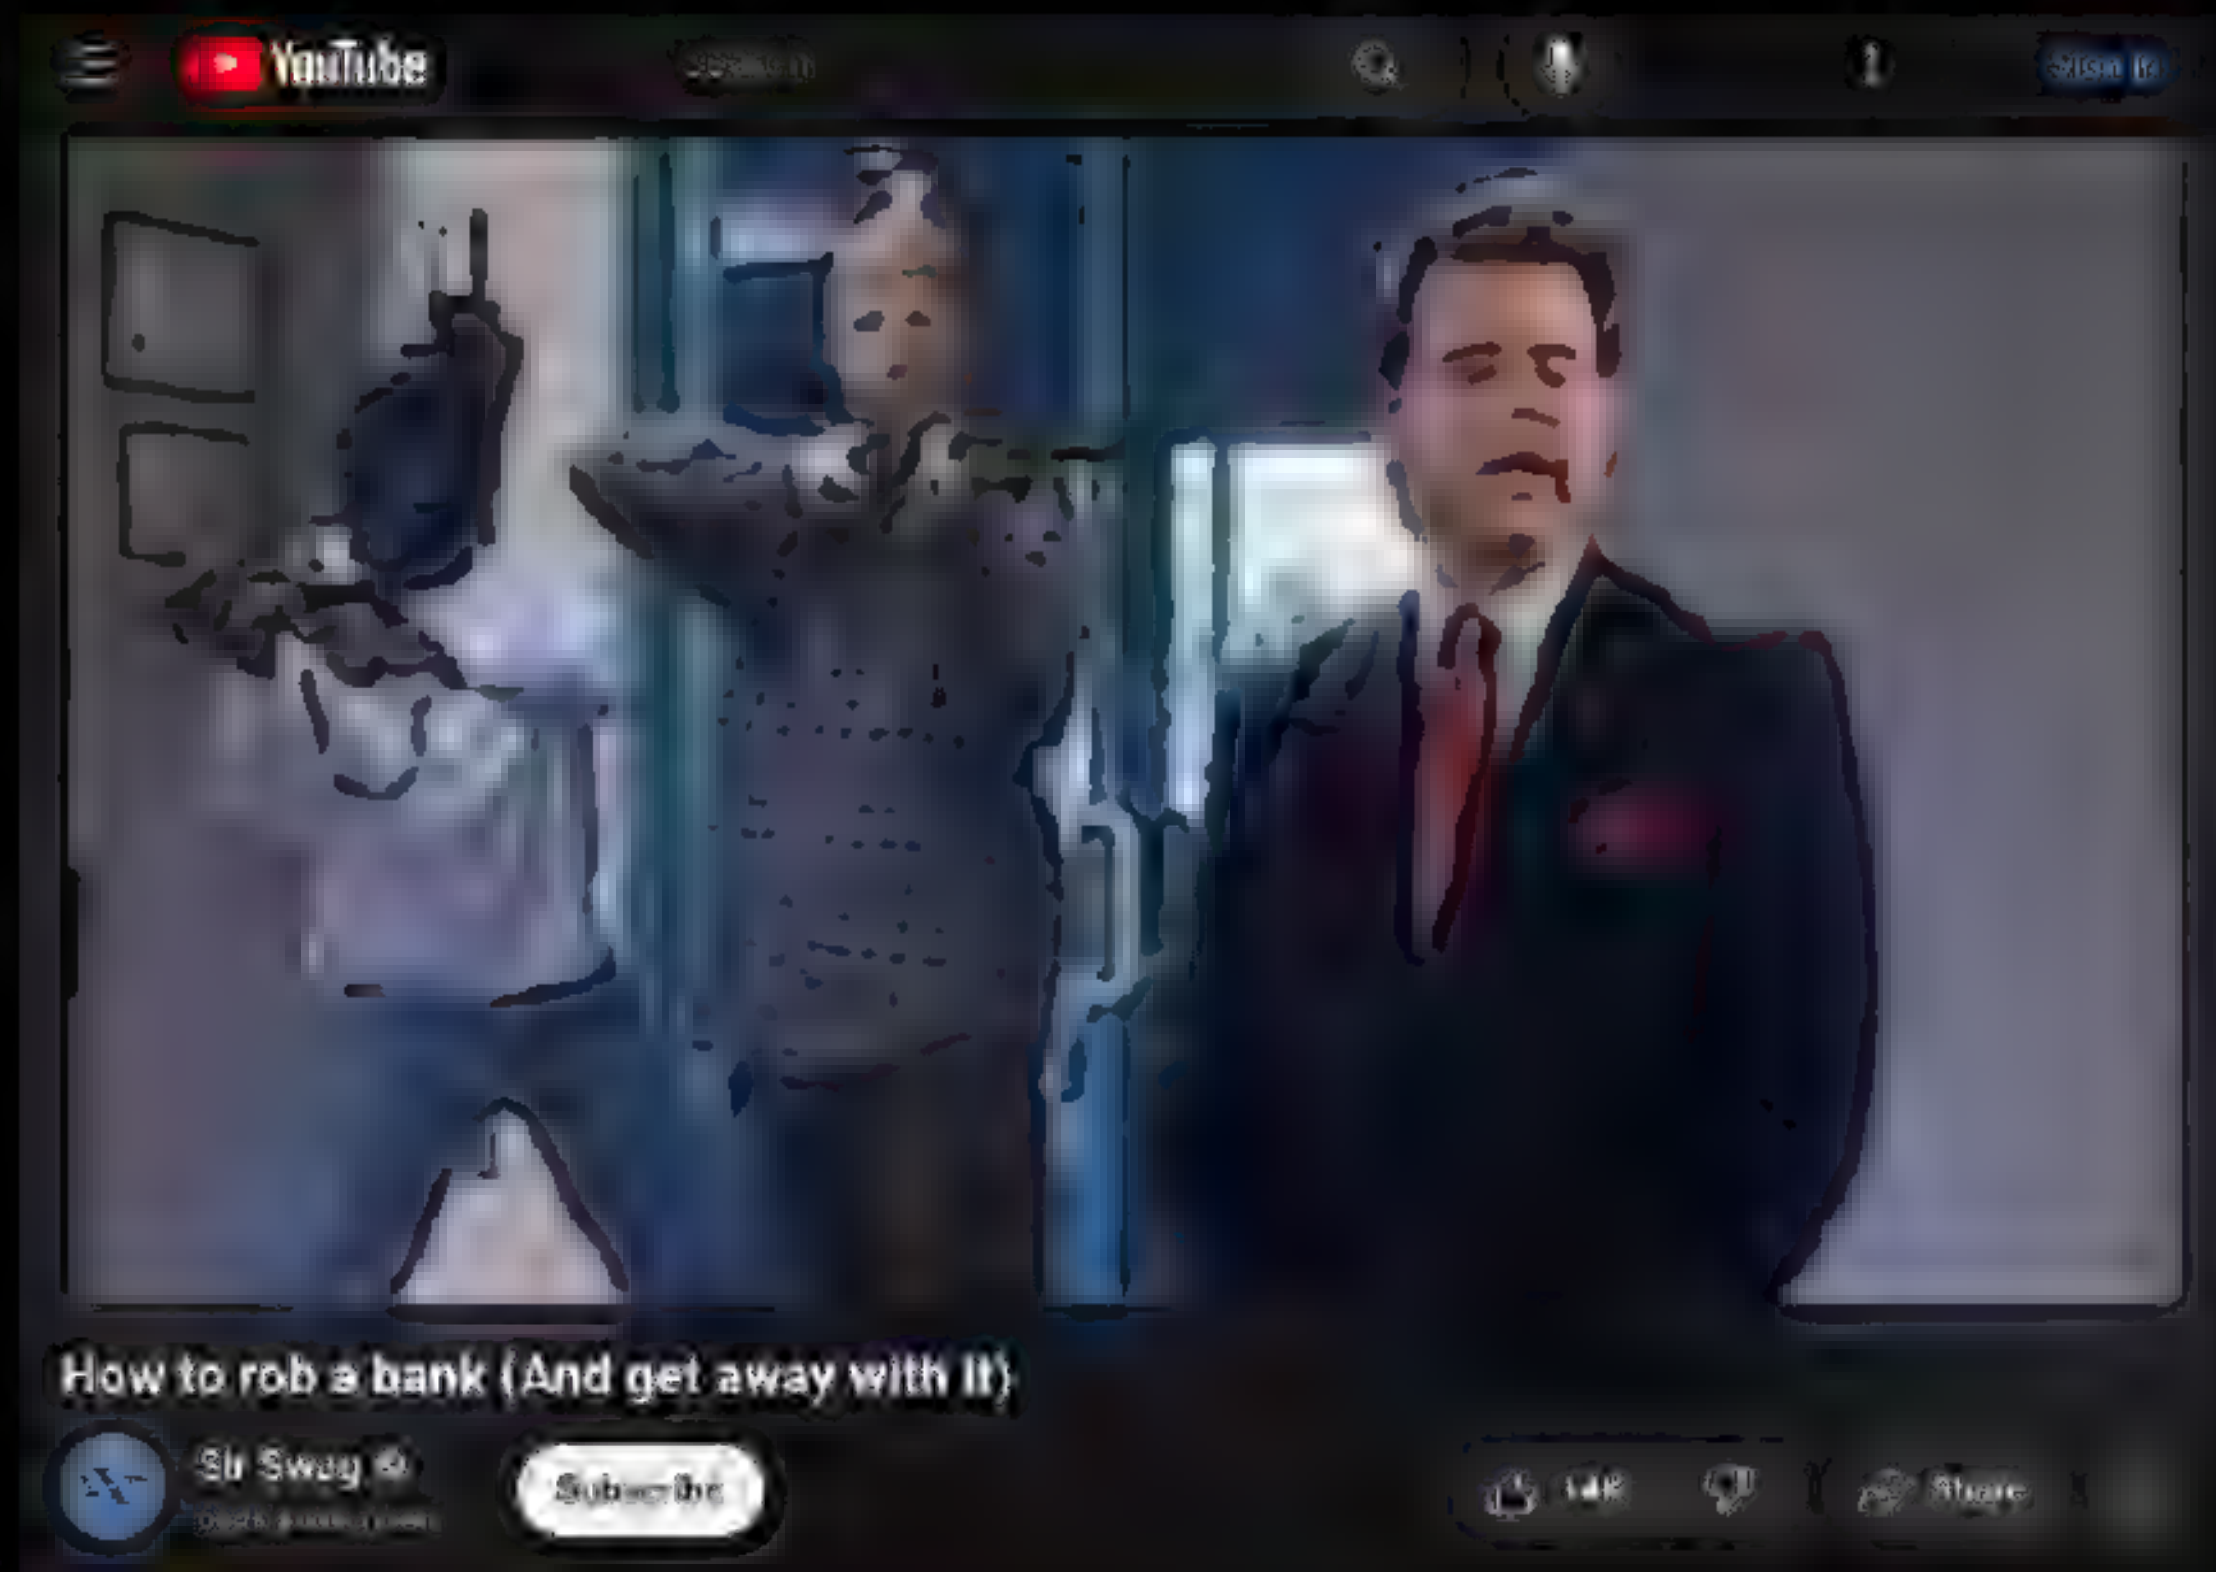 YouTube
How to rob a bank (And get away with it)
Sir Swag
Subscribe
Share